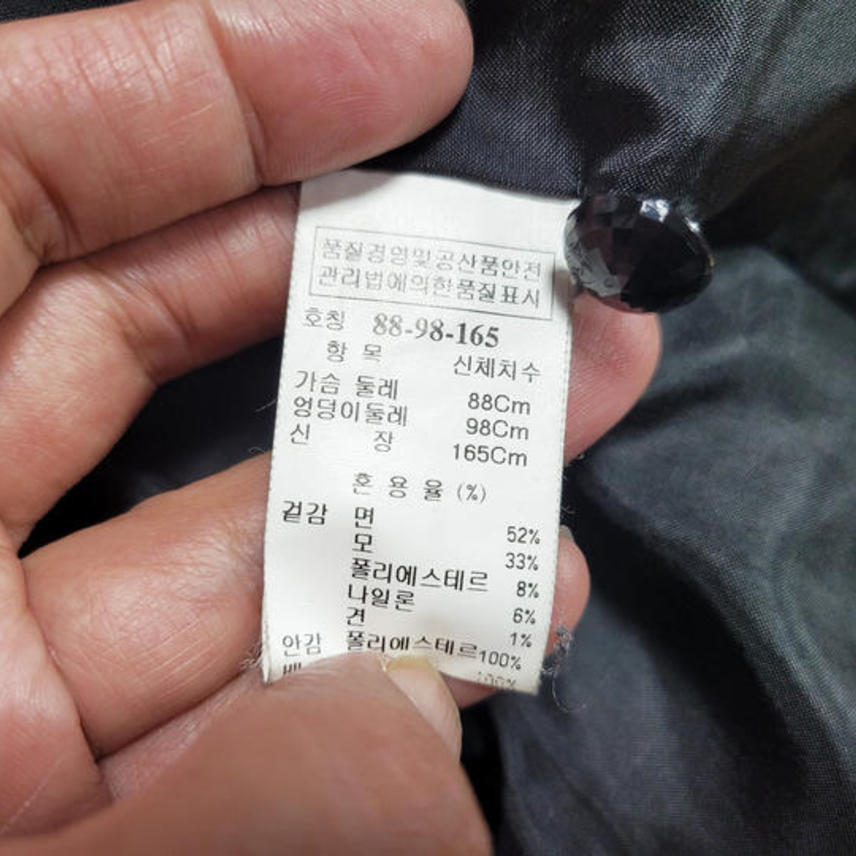 품질경영및공산품안전
관리법에의한품질표시
호칭 88-98-165
항 목 신체치수
가슴 둘레 88Cm
엉덩이둘레 98Cm
신 장 165Cm
혼 용 율 (%)
겉감 면 52%
모 33%
폴리에스테르 8%
나일론 6%
견 1%
안감 폴리에스테르100%
100%